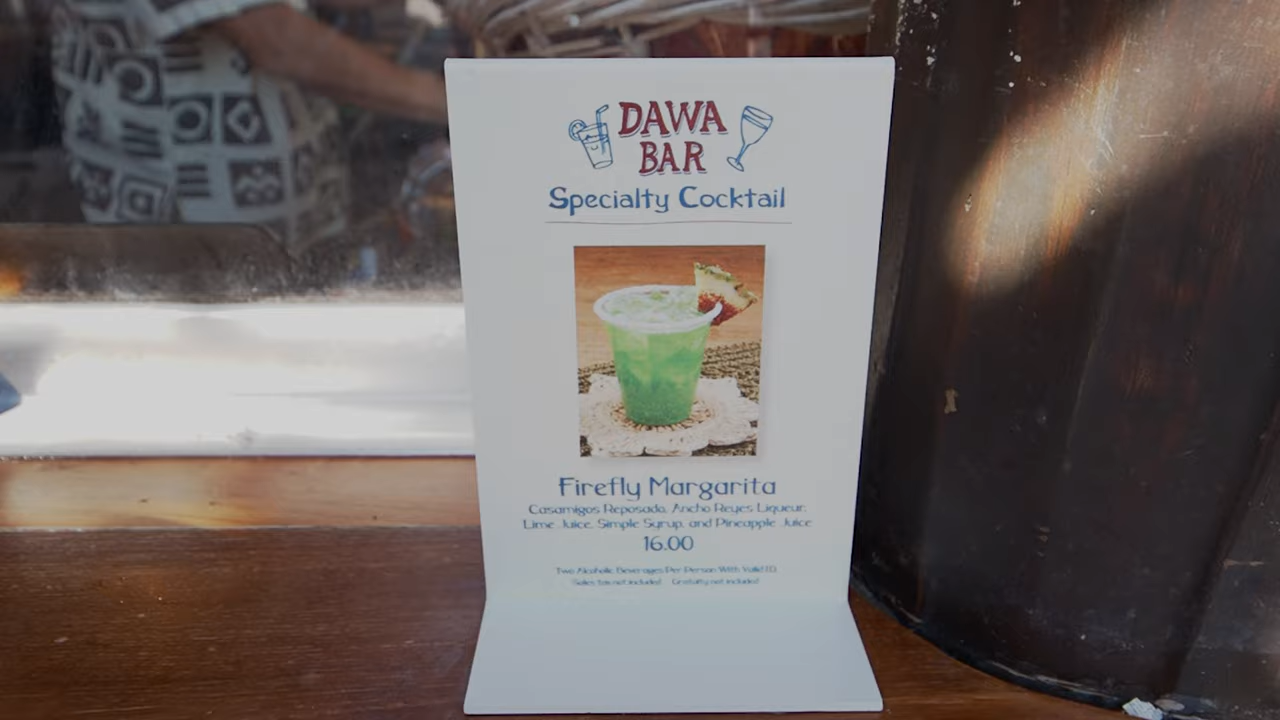 DAWA
BAR
Specialty Cocktail
Firefly Margarita
Casamigos Reposado, Ancho Reyes Liqueur,
Lime Juice, Simple Syrup, and Pineapple Juice
16.00
Two Alcoholic Beverages Per Person With Valid ID.
Sales tax not included Gratuity not included